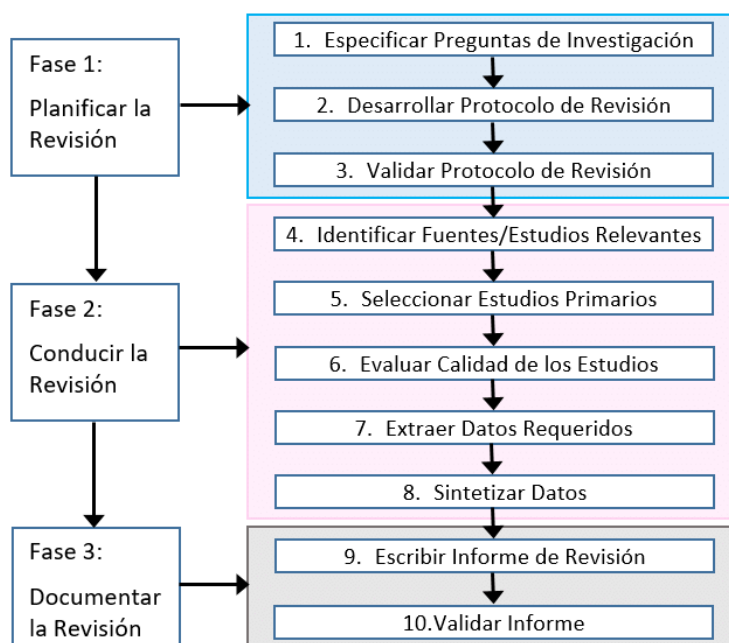 Fase 1:
Planificar la
Revisión
1. Especificar Preguntas de Investigación
2. Desarrollar Protocolo de Revisión
3. Validar Protocolo de Revisión
Fase 2:
Conducir la
Revisión
4. Identificar Fuentes/Estudios Relevantes
5. Seleccionar Estudios Primarios
6. Evaluar Calidad de los Estudios
7. Extraer Datos Requeridos
8. Sintetizar Datos
Fase 3:
Documentar
la Revisión
9. Escribir Informe de Revisión
10.Validar Informe